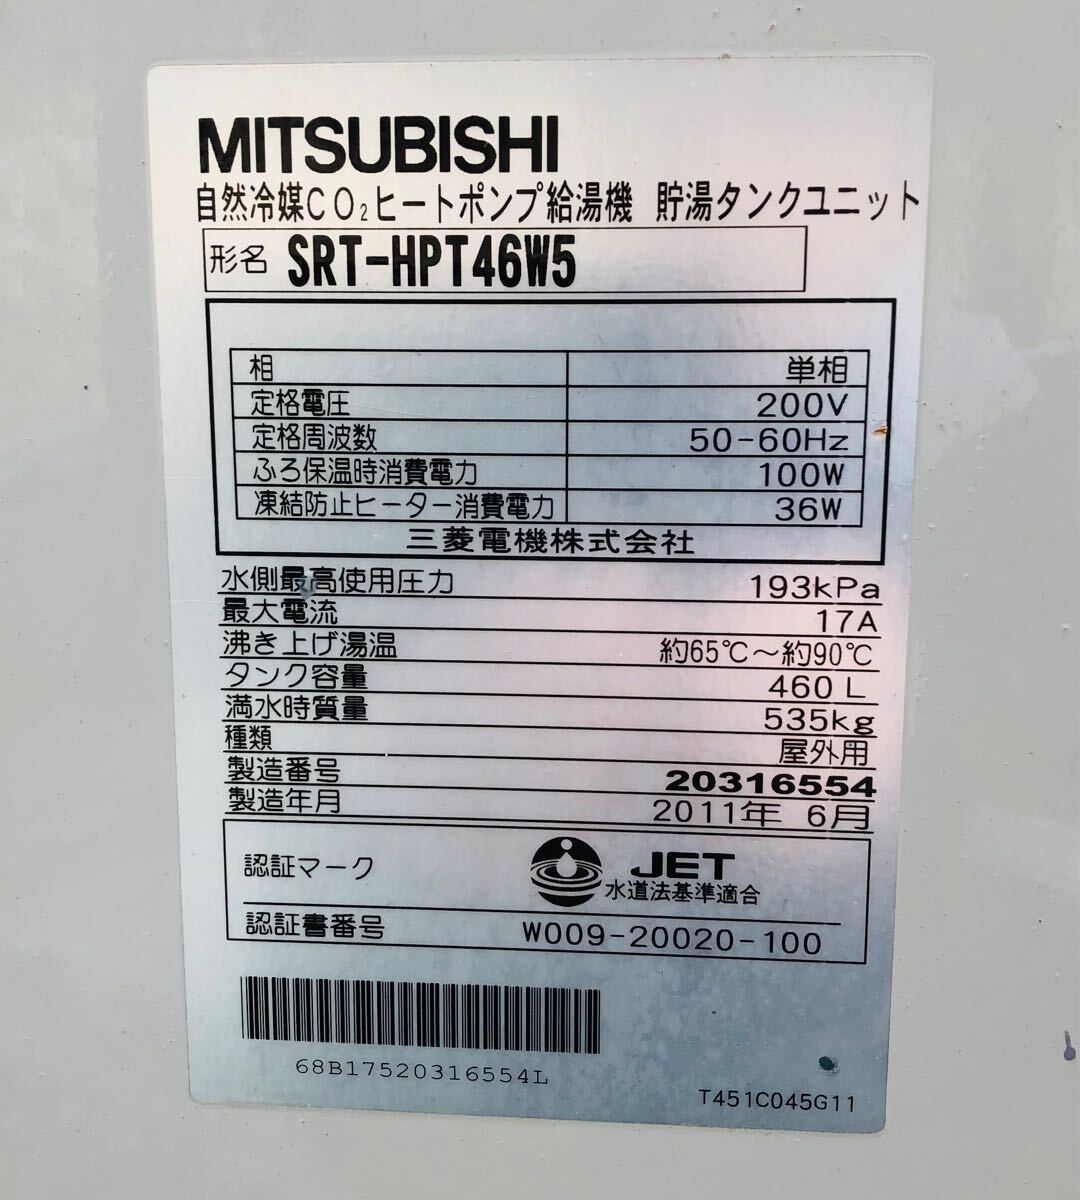 MITSUBISHI
自然冷媒CO₂ヒートポンプ給湯機 貯湯タンクユニット
形名 SRT-HPT46W5
相 単相
定格電圧 200V
定格周波数 50-60Hz
ふろ保温時消費電力 100W
凍結防止ヒーター消費電力 36W
三菱電機株式会社
水側最高使用圧力 193kPa
最大電流 17A
沸き上げ湯温 約65℃～約90℃
タンク容量 460L
満水時質量 535kg
種類 屋外用
製造番号 20316554
製造年月 2011年 6月
認証マーク JET
水道法基準適合
認証書番号 W009-20020-100
68B17520316554L
T451C045G11